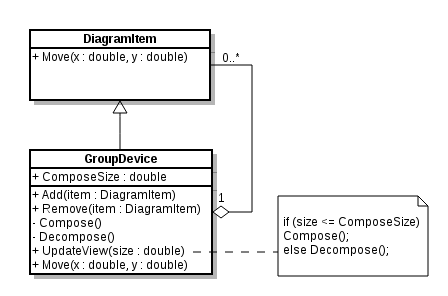 DiagramItem
+ Move(x : double, y : double)
0..*
GroupDevice
+ ComposeSize : double
+ Add(item : DiagramItem)
+ Remove(item : DiagramItem)
- Compose()
- Decompose()
+ UpdateView(size : double)
+ Move(x : double, y : double)
1
if (size <= ComposeSize)
Compose();
else Decompose();